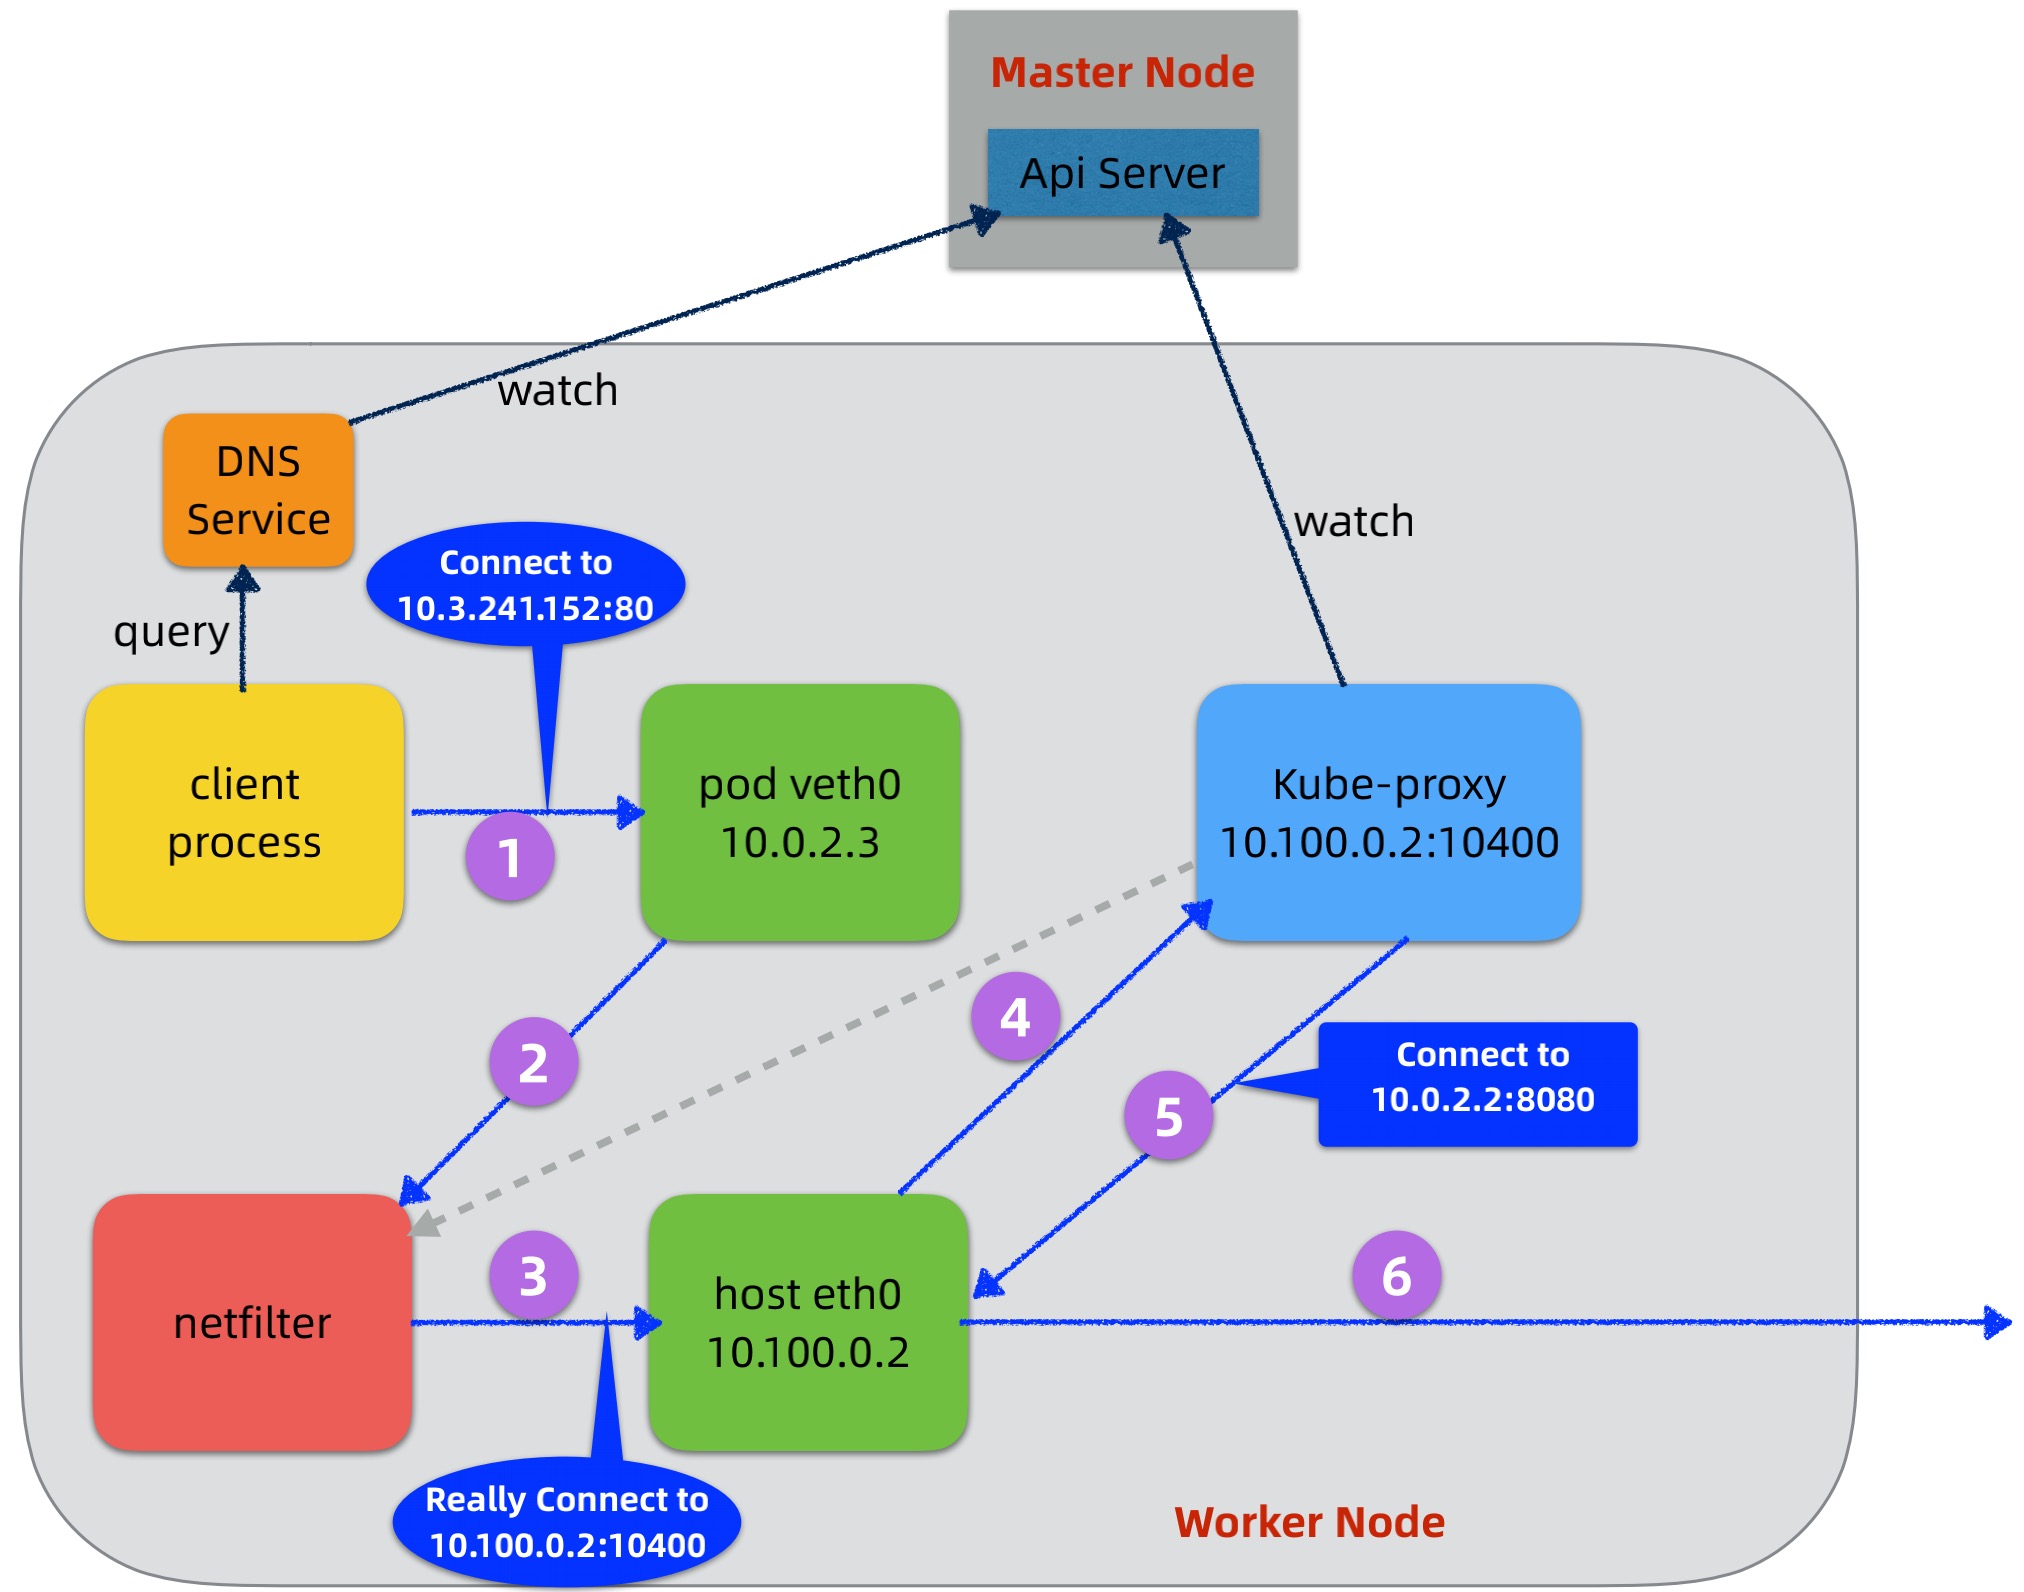 Master Node
Api Server
watch
DNS
Service
Connect to
10.3.241.152:80
watch
query
client
process
pod veth0
10.0.2.3
Kube-proxy
10.100.0.2:10400
1
2
4
5
Connect to
10.0.2.2:8080
netfilter
3
host eth0
10.100.0.2
6
Really Connect to
10.100.0.2:10400
Worker Node